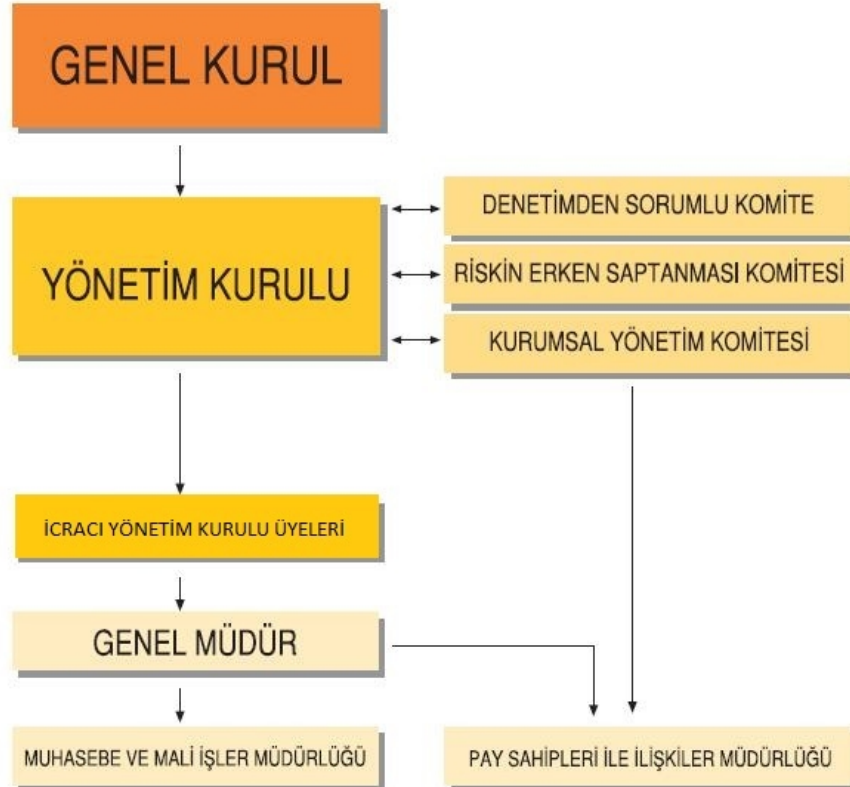 GENEL KURUL
YÖNETİM KURULU
DENETİMDEN SORUMLU KOMİTE
RİSKİN ERKEN SAPTANMASI KOMİTESİ
KURUMSAL YÖNETİM KOMİTESİ
İCRACI YÖNETİM KURULU ÜYELERİ
GENEL MÜDÜR
MUHASEBE VE MALİ İŞLER MÜDÜRLÜĞÜ
PAY SAHİPLERİ İLE İLİŞKİLER MÜDÜRLÜĞÜ